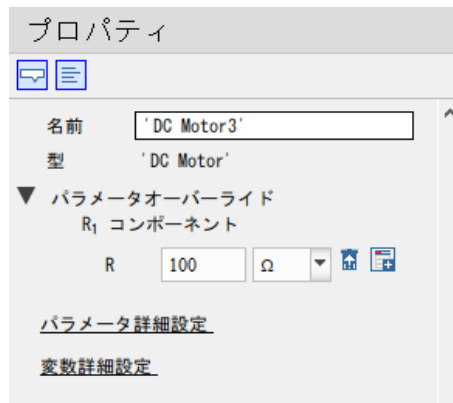 プロパティ
名前 'DC Motor3'
型 'DC Motor'
▼ パラメータオーバーライド
R₁ コンポーネント
R 100 Ω
パラメータ詳細設定
変数詳細設定